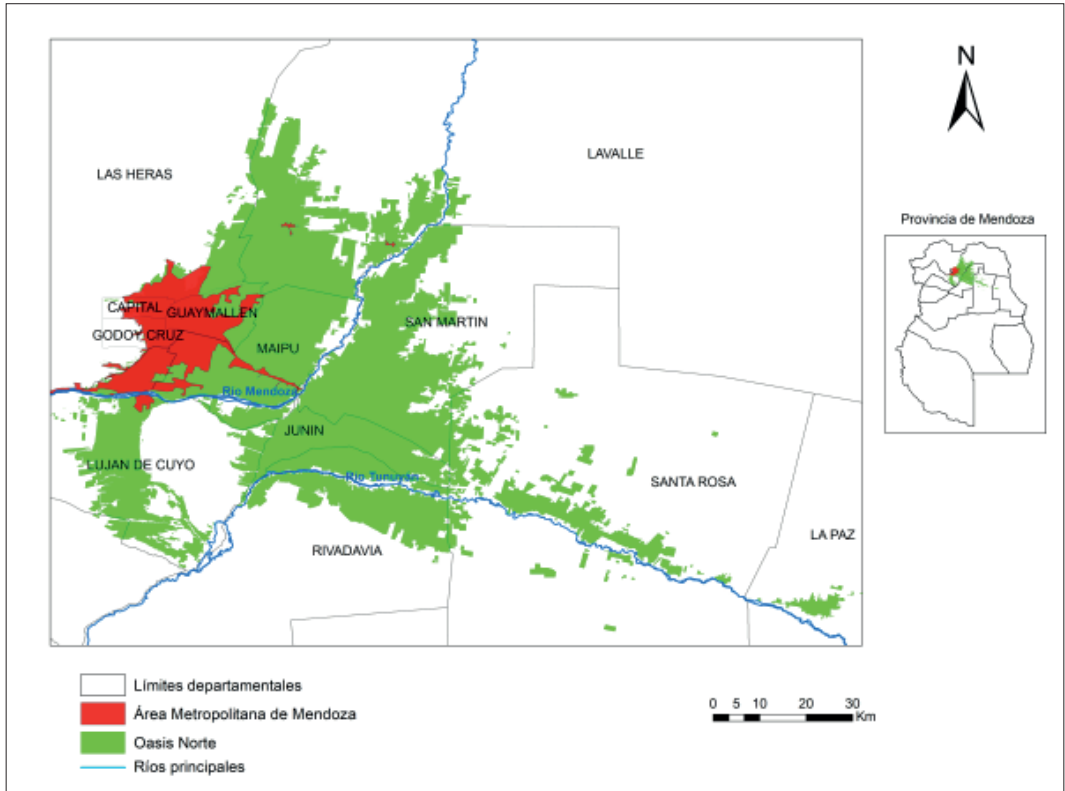 N
LAVALLE
LAS HERAS
Provincia de Mendoza
CAPITAL
GUAYMALLEN
GODOY CRUZ
SAN MARTIN
MAIPU
Río Mendoza
JUNIN
LUJAN DE CUYO
Río Tunuyán
SANTA ROSA
LA PAZ
RIVADAVIA
Límites departamentales
Área Metropolitana de Mendoza
Oasis Norte
Ríos principales
0 5 10 20 30
Km